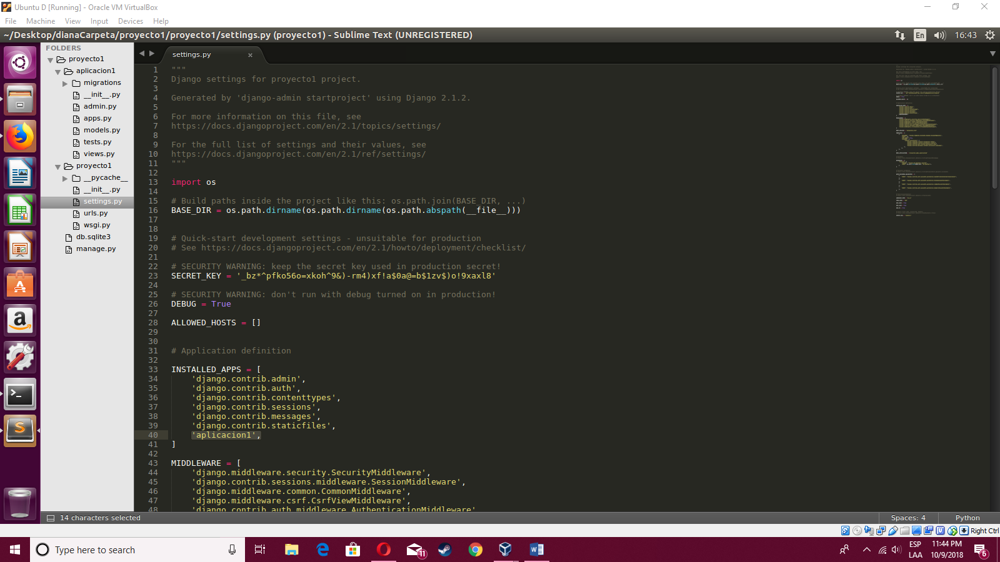 Ubuntu D [Running] - Oracle VM VirtualBox
File Machine View Input Devices Help
~/Desktop/dianaCarpeta/proyecto1/proyecto1/settings.py (proyecto1) - Sublime Text (UNREGISTERED)
En 16:43
FOLDERS
proyecto1
aplicacion1
migrations
__init__.py
admin.py
apps.py
models.py
tests.py
views.py
proyecto1
__pycache__
__init__.py
settings.py
urls.py
wsgi.py
db.sqlite3
manage.py
settings.py ×
1 """
2 Django settings for proyecto1 project.
3
4 Generated by 'django-admin startproject' using Django 2.1.2.
5
6 For more information on this file, see
7 https://docs.djangoproject.com/en/2.1/topics/settings/
8
9 For the full list of settings and their values, see
10 https://docs.djangoproject.com/en/2.1/ref/settings/
11 """
12
13 import os
14
15 # Build paths inside the project like this: os.path.join(BASE_DIR, ...)
16 BASE_DIR = os.path.dirname(os.path.dirname(os.path.abspath(__file__)))
17
18
19 # Quick-start development settings - unsuitable for production
20 # See https://docs.djangoproject.com/en/2.1/howto/deployment/checklist/
21
22 # SECURITY WARNING: keep the secret key used in production secret!
23 SECRET_KEY = '_bz*^pfko56o=xkoh^9&)-rm4)xf!a$0a@=b$1zv$)o!9xaxl8'
24
25 # SECURITY WARNING: don't run with debug turned on in production!
26 DEBUG = True
27
28 ALLOWED_HOSTS = []
29
30
31 # Application definition
32
33 INSTALLED_APPS = [
34 'django.contrib.admin',
35 'django.contrib.auth',
36 'django.contrib.contenttypes',
37 'django.contrib.sessions',
38 'django.contrib.messages',
39 'django.contrib.staticfiles',
40 'aplicacion1',
41 ]
42
43 MIDDLEWARE = [
44 'django.middleware.security.SecurityMiddleware',
45 'django.contrib.sessions.middleware.SessionMiddleware',
46 'django.middleware.common.CommonMiddleware',
47 'django.middleware.csrf.CsrfViewMiddleware',
48 'django.contrib.auth.middleware.AuthenticationMiddleware'
14 characters selected
Spaces: 4 Python
Right Ctrl
Type here to search
11
ESP
LAA
11:44 PM
10/9/2018
6